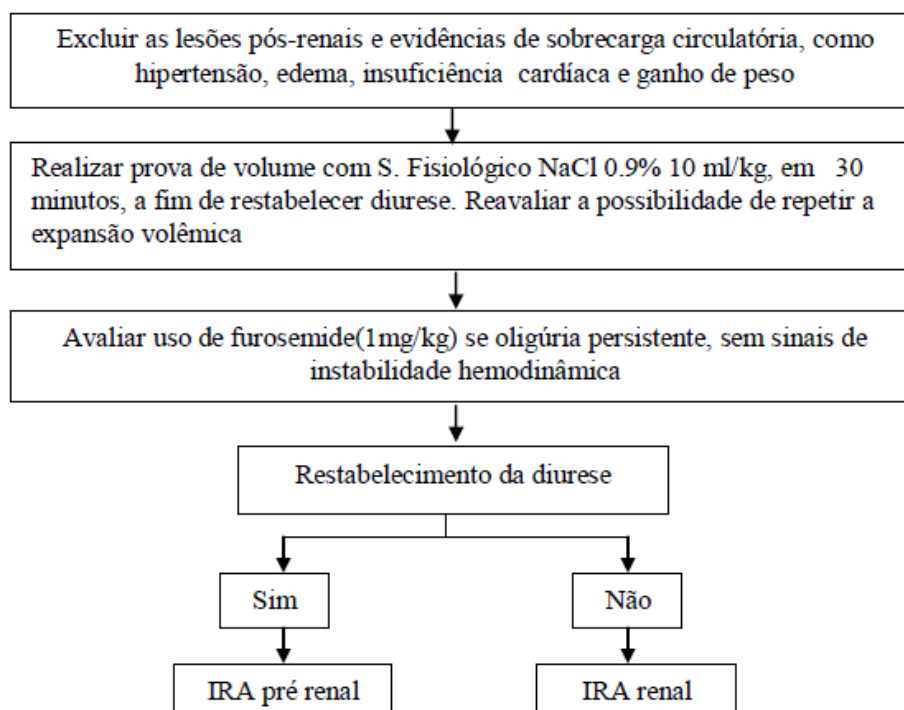 Excluir as lesões pós-renais e evidências de sobrecarga circulatória, como
hipertensão, edema, insuficiência cardíaca e ganho de peso
Realizar prova de volume com S. Fisiológico NaCl 0.9% 10 ml/kg, em 30
minutos, a fim de restabelecer diurese. Reavaliar a possibilidade de repetir a
expansão volêmica
Avaliar uso de furosemide(1mg/kg) se oligúria persistente, sem sinais de
instabilidade hemodinâmica
Restabelecimento da diurese
Sim
Não
IRA pré renal
IRA renal